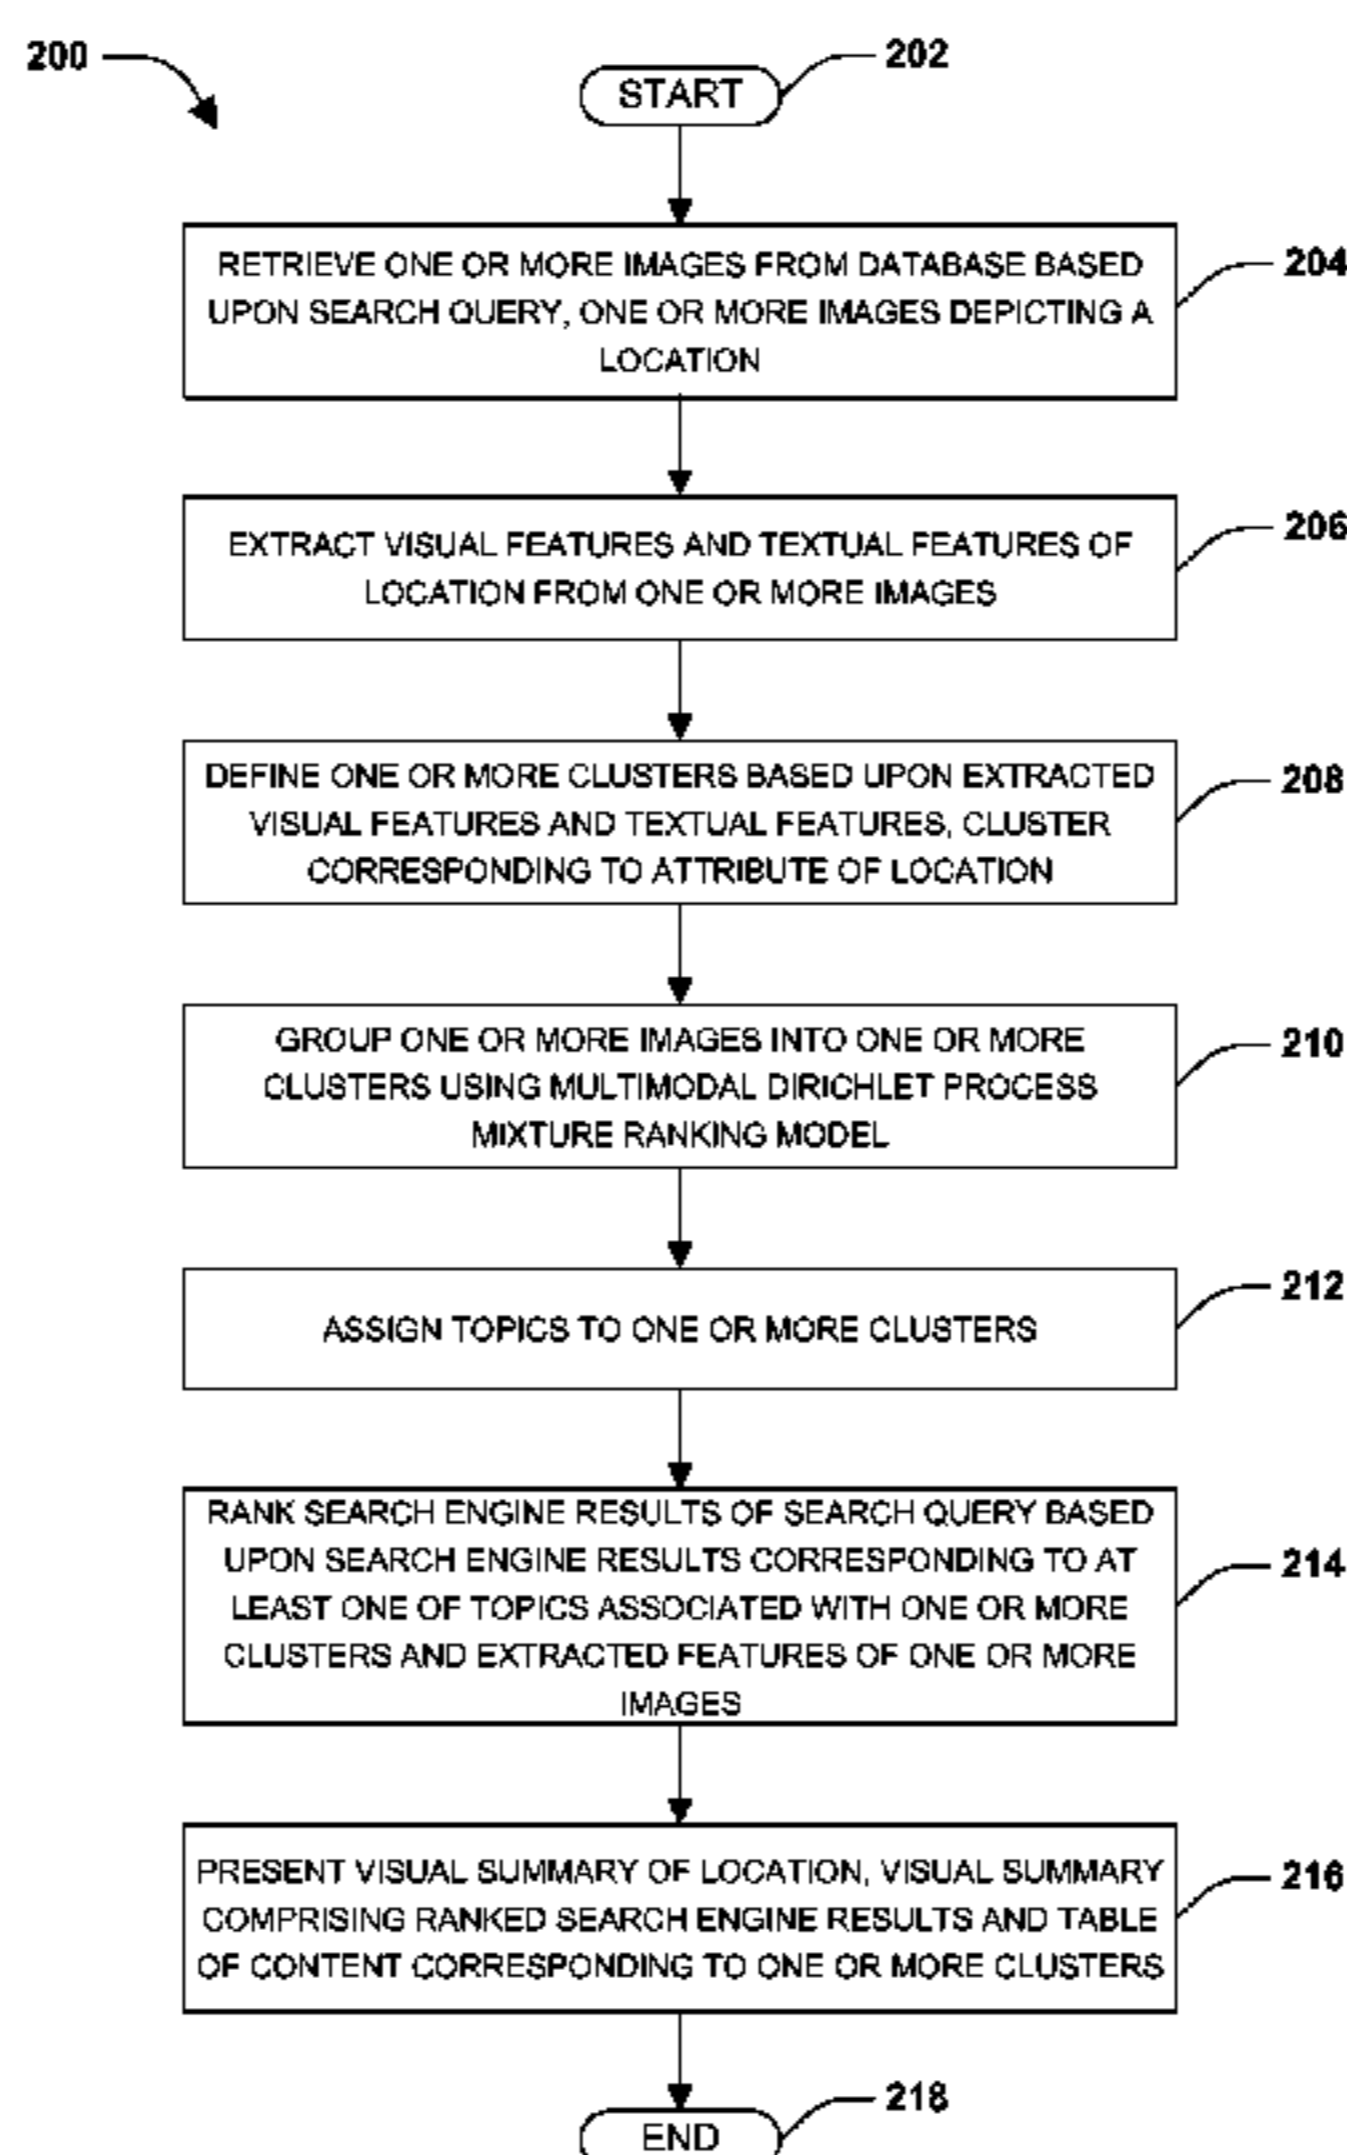 200
START
202
RETRIEVE ONE OR MORE IMAGES FROM DATABASE BASED
UPON SEARCH QUERY, ONE OR MORE IMAGES DEPICTING A
LOCATION
204
EXTRACT VISUAL FEATURES AND TEXTUAL FEATURES OF
LOCATION FROM ONE OR MORE IMAGES
206
DEFINE ONE OR MORE CLUSTERS BASED UPON EXTRACTED
VISUAL FEATURES AND TEXTUAL FEATURES, CLUSTER
CORRESPONDING TO ATTRIBUTE OF LOCATION
208
GROUP ONE OR MORE IMAGES INTO ONE OR MORE
CLUSTERS USING MULTIMODAL DIRICHLET PROCESS
MIXTURE RANKING MODEL
210
ASSIGN TOPICS TO ONE OR MORE CLUSTERS
212
RANK SEARCH ENGINE RESULTS OF SEARCH QUERY BASED
UPON SEARCH ENGINE RESULTS CORRESPONDING TO AT
LEAST ONE OF TOPICS ASSOCIATED WITH ONE OR MORE
CLUSTERS AND EXTRACTED FEATURES OF ONE OR MORE
IMAGES
214
PRESENT VISUAL SUMMARY OF LOCATION, VISUAL SUMMARY
COMPRISING RANKED SEARCH ENGINE RESULTS AND TABLE
OF CONTENT CORRESPONDING TO ONE OR MORE CLUSTERS
216
END
218